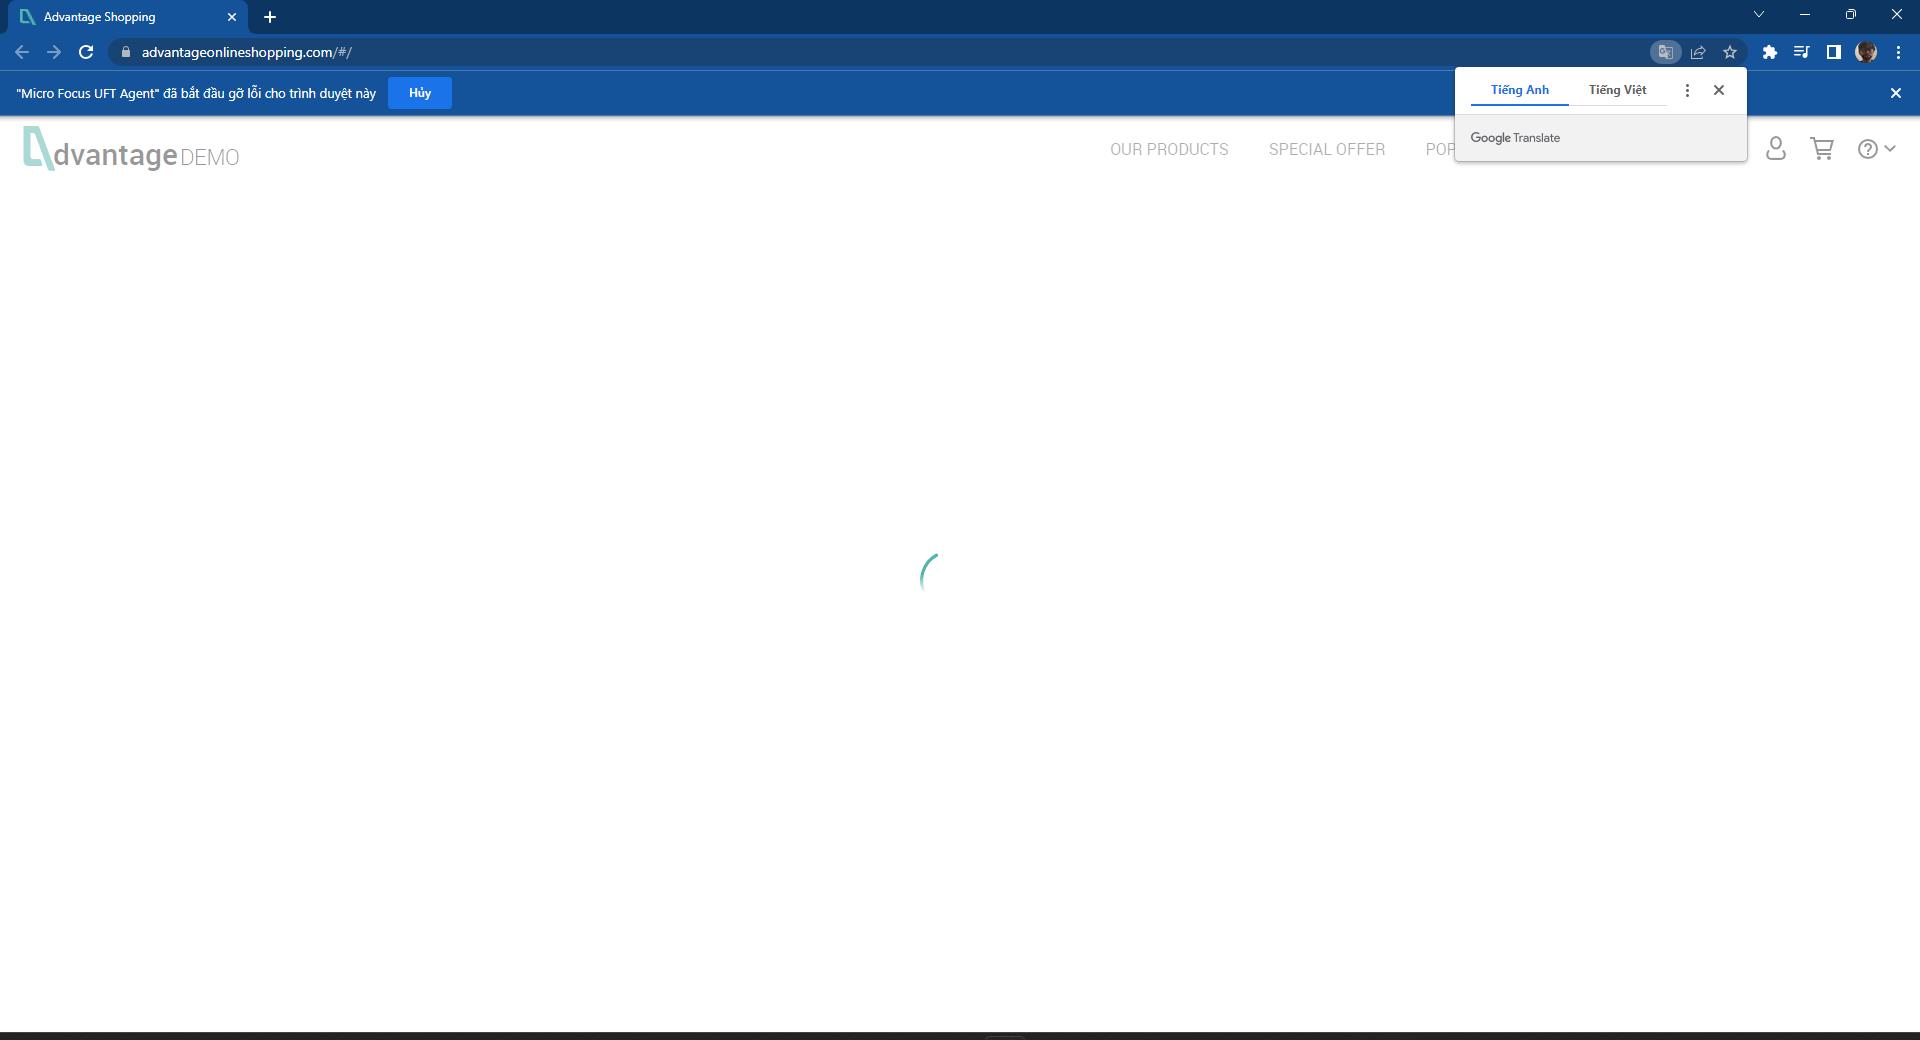 Advantage Shopping
advantageonlineshopping.com/#/
"Micro Focus UFT Agent" đã bắt đầu gỡ lỗi cho trình duyệt này
Hủy
Tiếng Anh
Tiếng Việt
Google Translate
dvantage DEMO
OUR PRODUCTS
SPECIAL OFFER
POP